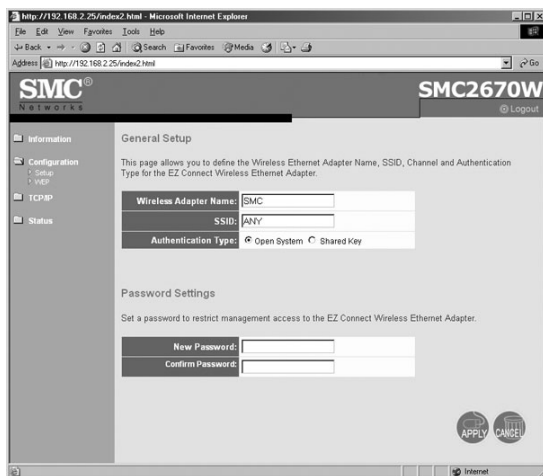 http://192.168.2.25/index2.html - Microsoft Internet Explorer
File Edit View Favorites Tools Help
Back Search Favorites Media
Address http://192.168.2.25/index2.html Go
SMC®
Networks
SMC2670W
Logout
Information
Configuration
Setup
WEP
TCP/IP
Status
General Setup
This page allows you to define the Wireless Ethernet Adapter Name, SSID, Channel and Authentication
Type for the EZ Connect Wireless Ethernet Adapter.
Wireless Adapter Name: SMC
SSID: ANY
Authentication Type: Open System Shared Key
Password Settings
Set a password to restrict management access to the EZ Connect Wireless Ethernet Adapter.
New Password:
Confirm Password:
APPLY CANCEL
Internet